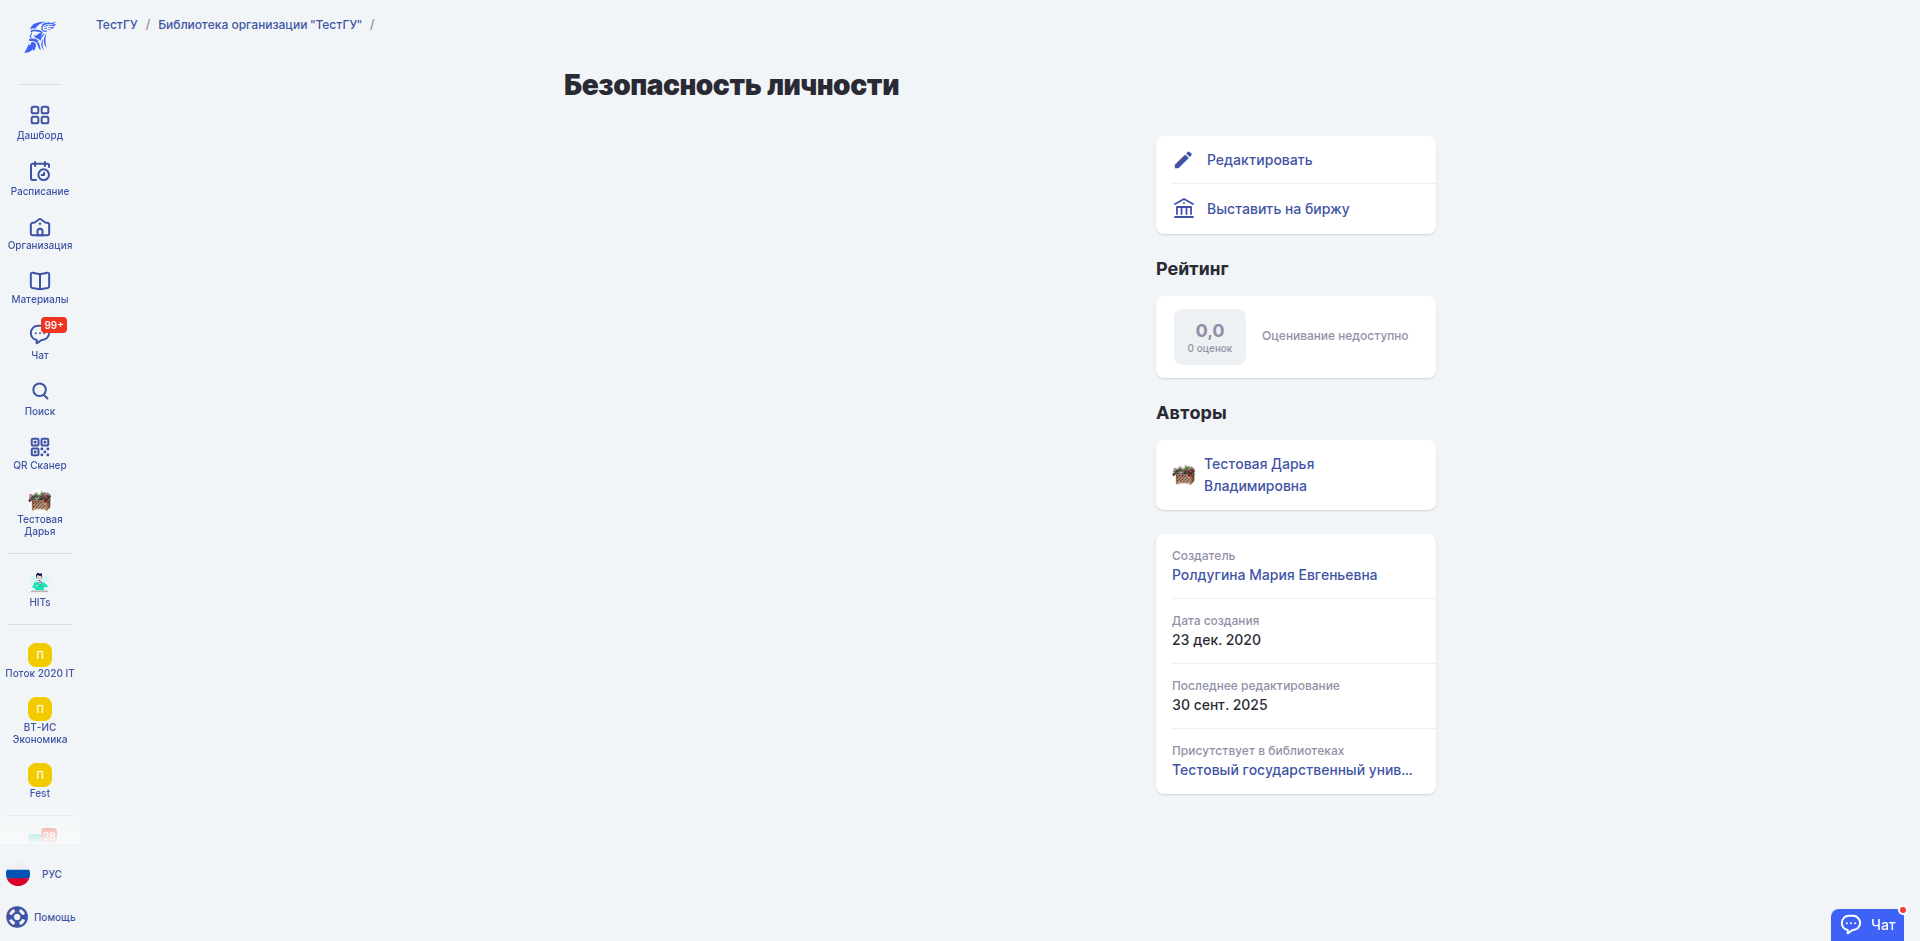 ТестГУ / Библиотека организации "ТестГУ" /
Безопасность личности
Дашборд
Расписание
Организация
Материалы
99+
Чат
Поиск
QR Сканер
Тестовая
Дарья
HITs
П
Поток 2020 IT
П
ВТ-ИС
Экономика
П
Fest
28
РУС
Помощь
Редактировать
Выставить на биржу
Рейтинг
0,0
0 оценок
Оценивание недоступно
Авторы
Тестовая Дарья
Владимировна
Создатель
Ролдугина Мария Евгеньевна
Дата создания
23 дек. 2020
Последнее редактирование
30 сент. 2025
Присутствует в библиотеках
Тестовый государственный унив...
Чат